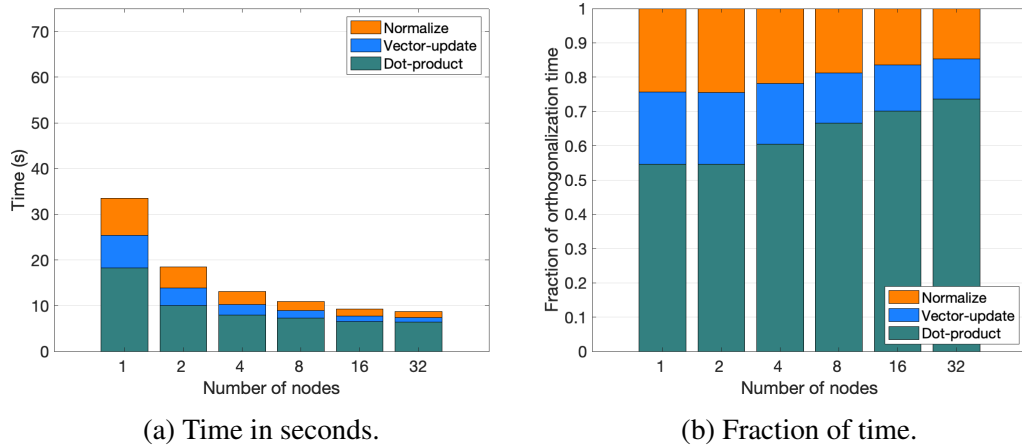 70
60
50
40
30
20
10
0
Time (s)
Normalize
Vector-update
Dot-product
1 2 4 8 16 32
Number of nodes
(a) Time in seconds.
1
0.9
0.8
0.7
0.6
0.5
0.4
0.3
0.2
0.1
0
Fraction of orthogonalization time
Normalize
Vector-update
Dot-product
1 2 4 8 16 32
Number of nodes
(b) Fraction of time.